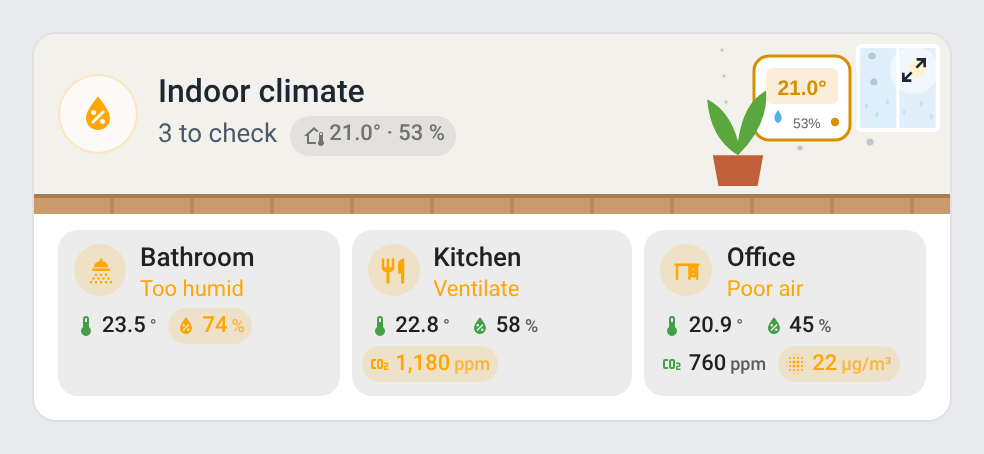 Indoor climate
3 to check 21.0° · 53 %
21.0°
53%
Bathroom
Too humid
23.5 ° 74 %
Kitchen
Ventilate
22.8 ° 58 %
CO₂ 1,180 ppm
Office
Poor air
20.9 ° 45 %
CO₂ 760 ppm 22 µg/m³